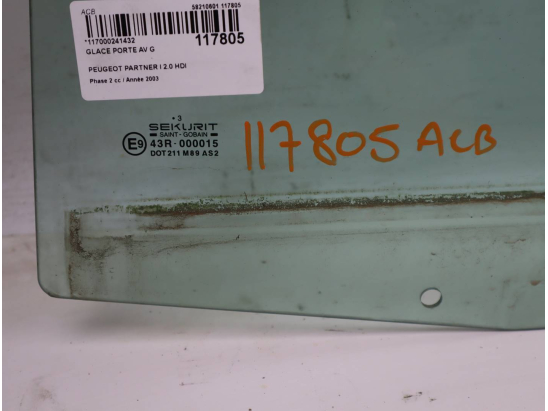 ACB
58210801 117805
*117000241432
117805
GLACE PORTE AV G
PEUGEOT PARTNER I 2.0 HDI
Phase 2 cc / Année 2003
• 3
SEKURIT
SAINT-GOBAIN
E9 43R-000015
DOT 211 M89 AS2
117805 ACB